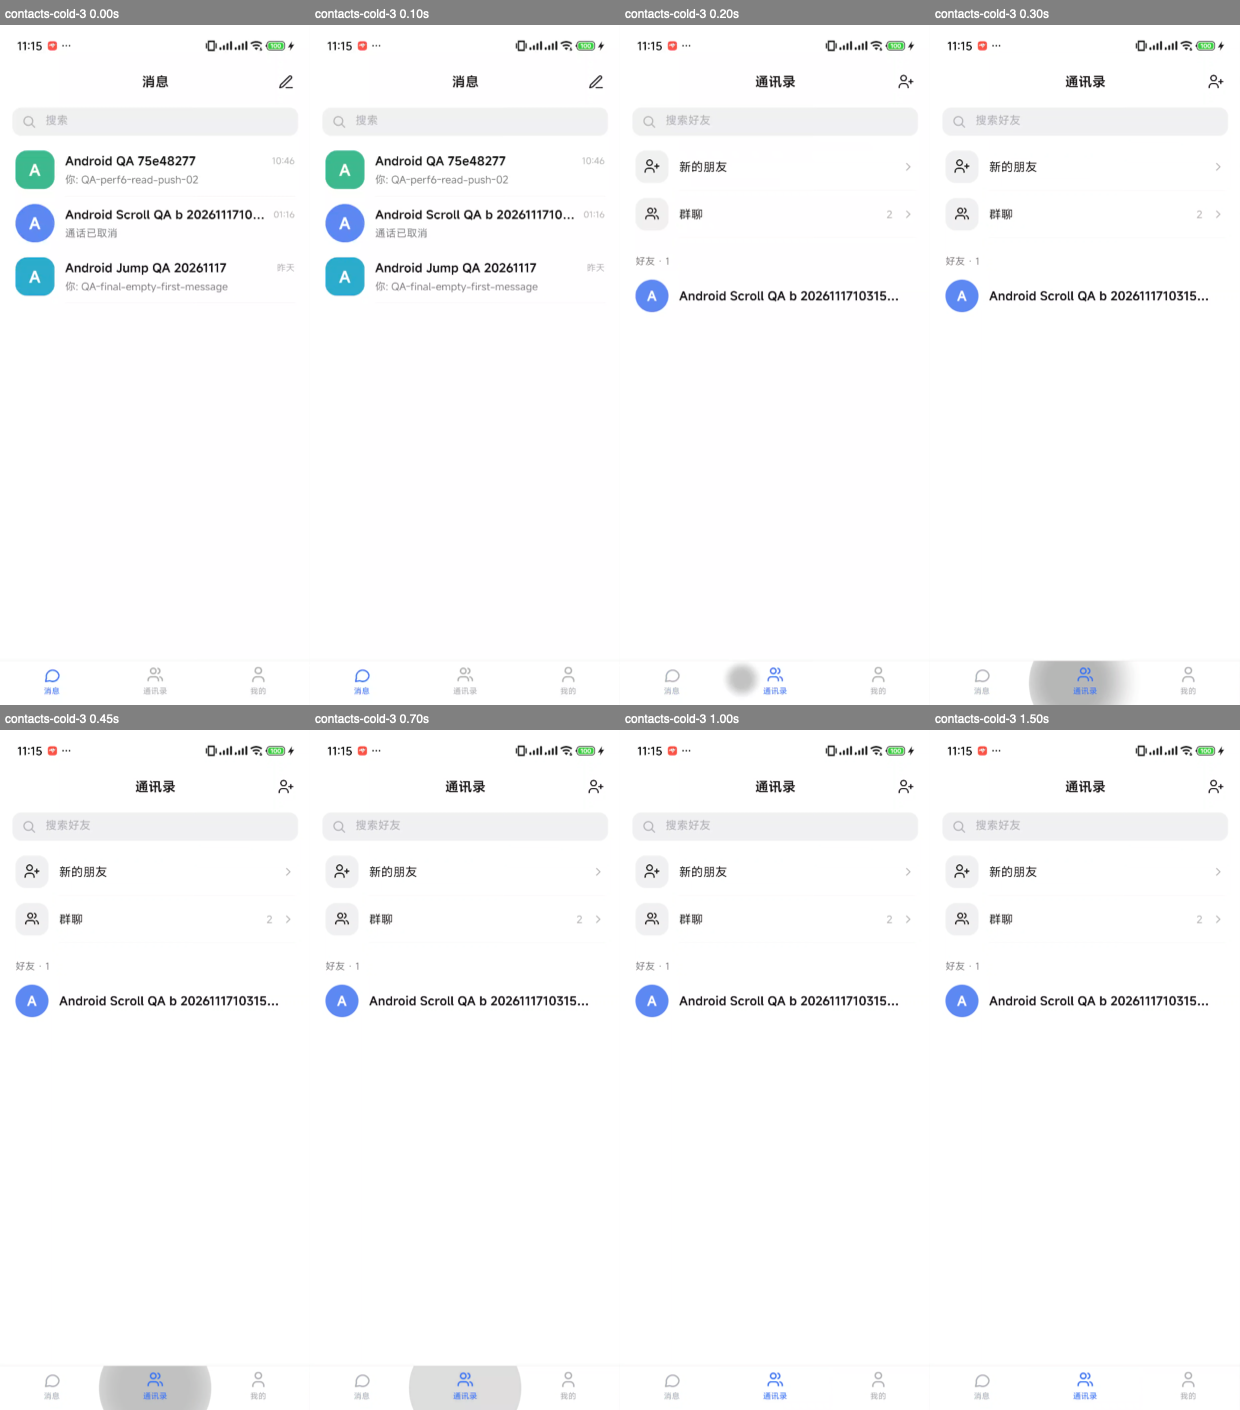 contacts-cold-3 0.00s
11:15 ··· 100
消息
搜索
A Android QA 75e48277 10:46
你: QA-perf6-read-push-02
A Android Scroll QA b 2026111710... 01:16
通话已取消
A Android Jump QA 20261117 昨天
你: QA-final-empty-first-message
消息 通讯录 我的
contacts-cold-3 0.10s
11:15 ··· 100
消息
搜索
A Android QA 75e48277 10:46
你: QA-perf6-read-push-02
A Android Scroll QA b 2026111710... 01:16
通话已取消
A Android Jump QA 20261117 昨天
你: QA-final-empty-first-message
消息 通讯录 我的
contacts-cold-3 0.20s
11:15 ··· 100
通讯录
搜索好友
新的朋友
群聊 2
好友 · 1
A Android Scroll QA b 2026111710315...
消息 通讯录 我的
contacts-cold-3 0.30s
11:15 ··· 100
通讯录
搜索好友
新的朋友
群聊 2
好友 · 1
A Android Scroll QA b 2026111710315...
消息 通讯录 我的
contacts-cold-3 0.45s
11:15 ··· 100
通讯录
搜索好友
新的朋友
群聊 2
好友 · 1
A Android Scroll QA b 2026111710315...
消息 通讯录 我的
contacts-cold-3 0.70s
11:15 ··· 100
通讯录
搜索好友
新的朋友
群聊 2
好友 · 1
A Android Scroll QA b 2026111710315...
消息 通讯录 我的
contacts-cold-3 1.00s
11:15 ··· 100
通讯录
搜索好友
新的朋友
群聊 2
好友 · 1
A Android Scroll QA b 2026111710315...
消息 通讯录 我的
contacts-cold-3 1.50s
11:15 ··· 100
通讯录
搜索好友
新的朋友
群聊 2
好友 · 1
A Android Scroll QA b 2026111710315...
消息 通讯录 我的